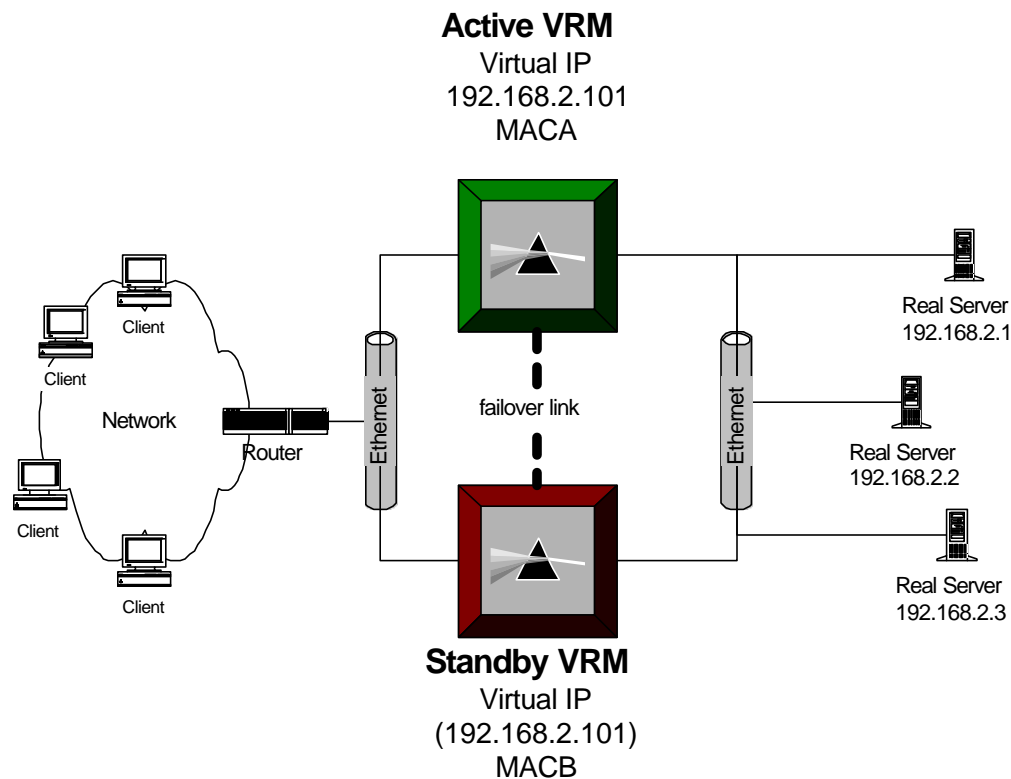 Active VRM
Virtual IP
192.168.2.101
MACA
Client
Client
Network
Router
Client
Client
Ethernet
failover link
Ethernet
Real Server
192.168.2.1
Real Server
192.168.2.2
Real Server
192.168.2.3
Standby VRM
Virtual IP
(192.168.2.101)
MACB